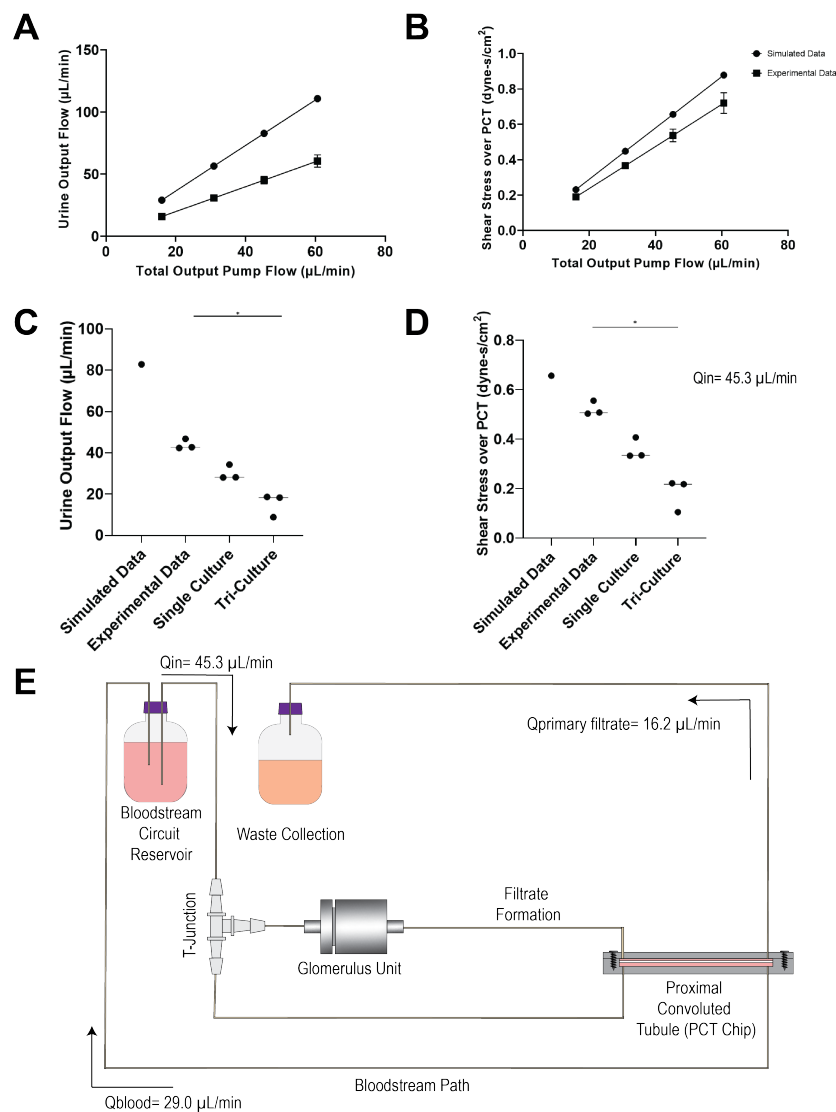 A
Urine Output Flow (µL/min)
150
100
50
0
0 20 40 60 80
Total Output Pump Flow (µL/min)
B
Shear Stress over PCT (dyne-s/cm²)
1.0
0.8
0.6
0.4
0.2
0.0
0 20 40 60 80
Total Output Pump Flow (µL/min)
Simulated Data
Experimental Data
C
Urine Output Flow (µL/min)
100
80
60
40
20
0
*
Simulated Data
Experimental Data
Single Culture
Tri-Culture
D
Shear Stress over PCT (dyne-s/cm²)
0.8
0.6
0.4
0.2
0.0
*
Qin= 45.3 µL/min
Simulated Data
Experimental Data
Single Culture
Tri-Culture
E
Qin= 45.3 µL/min
Qprimary filtrate= 16.2 µL/min
Bloodstream
Circuit
Reservoir
Waste Collection
T-Junction
Glomerulus Unit
Filtrate
Formation
Proximal
Convoluted
Tubule (PCT Chip)
Bloodstream Path
Qblood= 29.0 µL/min